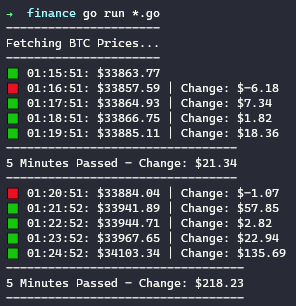 → finance go run *.go
--------------------
Fetching BTC Prices...
--------------------
01:15:51: $33863.77
01:16:51: $33857.59 | Change: $-6.18
01:17:51: $33864.93 | Change: $7.34
01:18:51: $33866.75 | Change: $1.82
01:19:51: $33885.11 | Change: $18.36
------------------------------
5 Minutes Passed - Change: $21.34
------------------------------
01:20:51: $33884.04 | Change: $-1.07
01:21:52: $33941.89 | Change: $57.85
01:22:52: $33944.71 | Change: $2.82
01:23:52: $33967.65 | Change: $22.94
01:24:52: $34103.34 | Change: $135.69
-------------------------------
5 Minutes Passed - Change: $218.23
-------------------------------